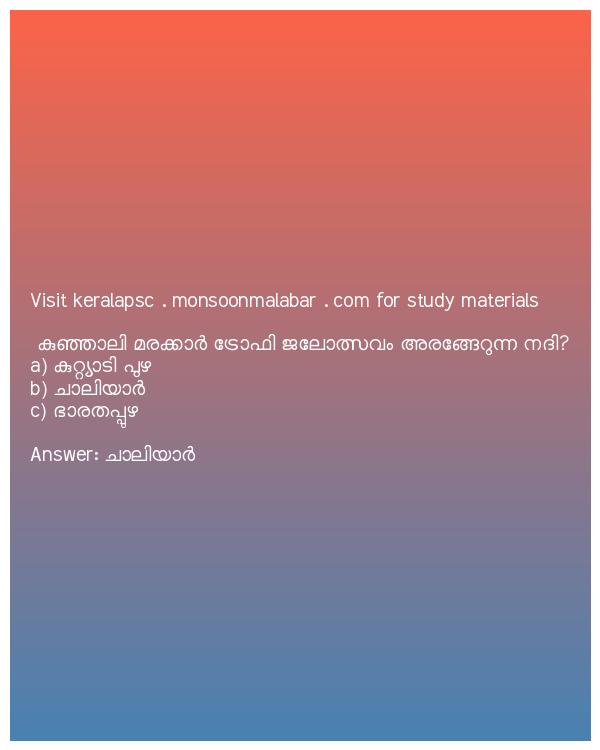 Visit keralapsc . monsoonmalabar . com for study materials
കുഞ്ഞാലി മരക്കാർ ട്രോഫി ജലോത്സവം അരങ്ങേറുന്ന നദി?
a) കുറ്റ്യാടി പുഴ
b) ചാലിയാർ
c) ഭാരതപ്പുഴ
Answer: ചാലിയാർ